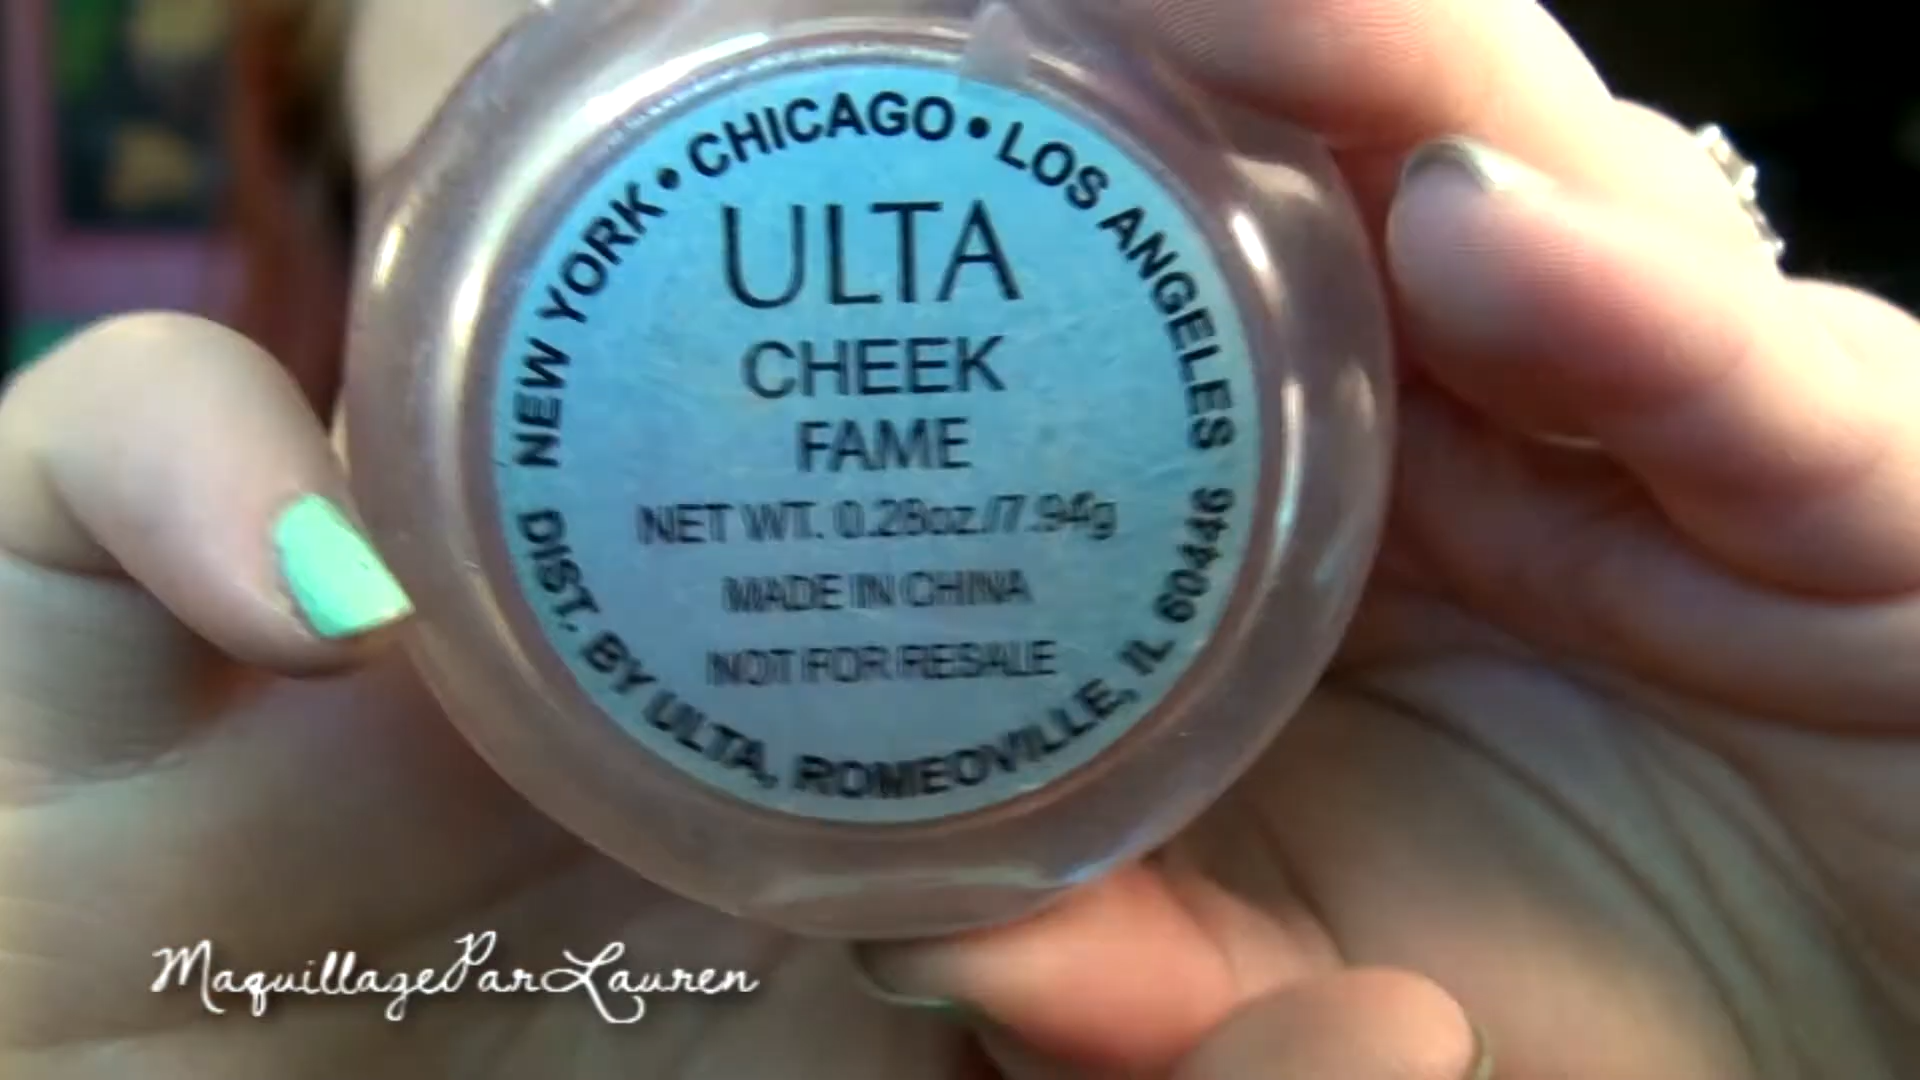 NEW YORK • CHICAGO • LOS ANGELES
ULTA
CHEEK
FAME
NET WT. 0.28oz./7.94g
MADE IN CHINA
NOT FOR RESALE
DIST. BY ULTA, ROMEOVILLE, IL 60446
MaquillageParLauren